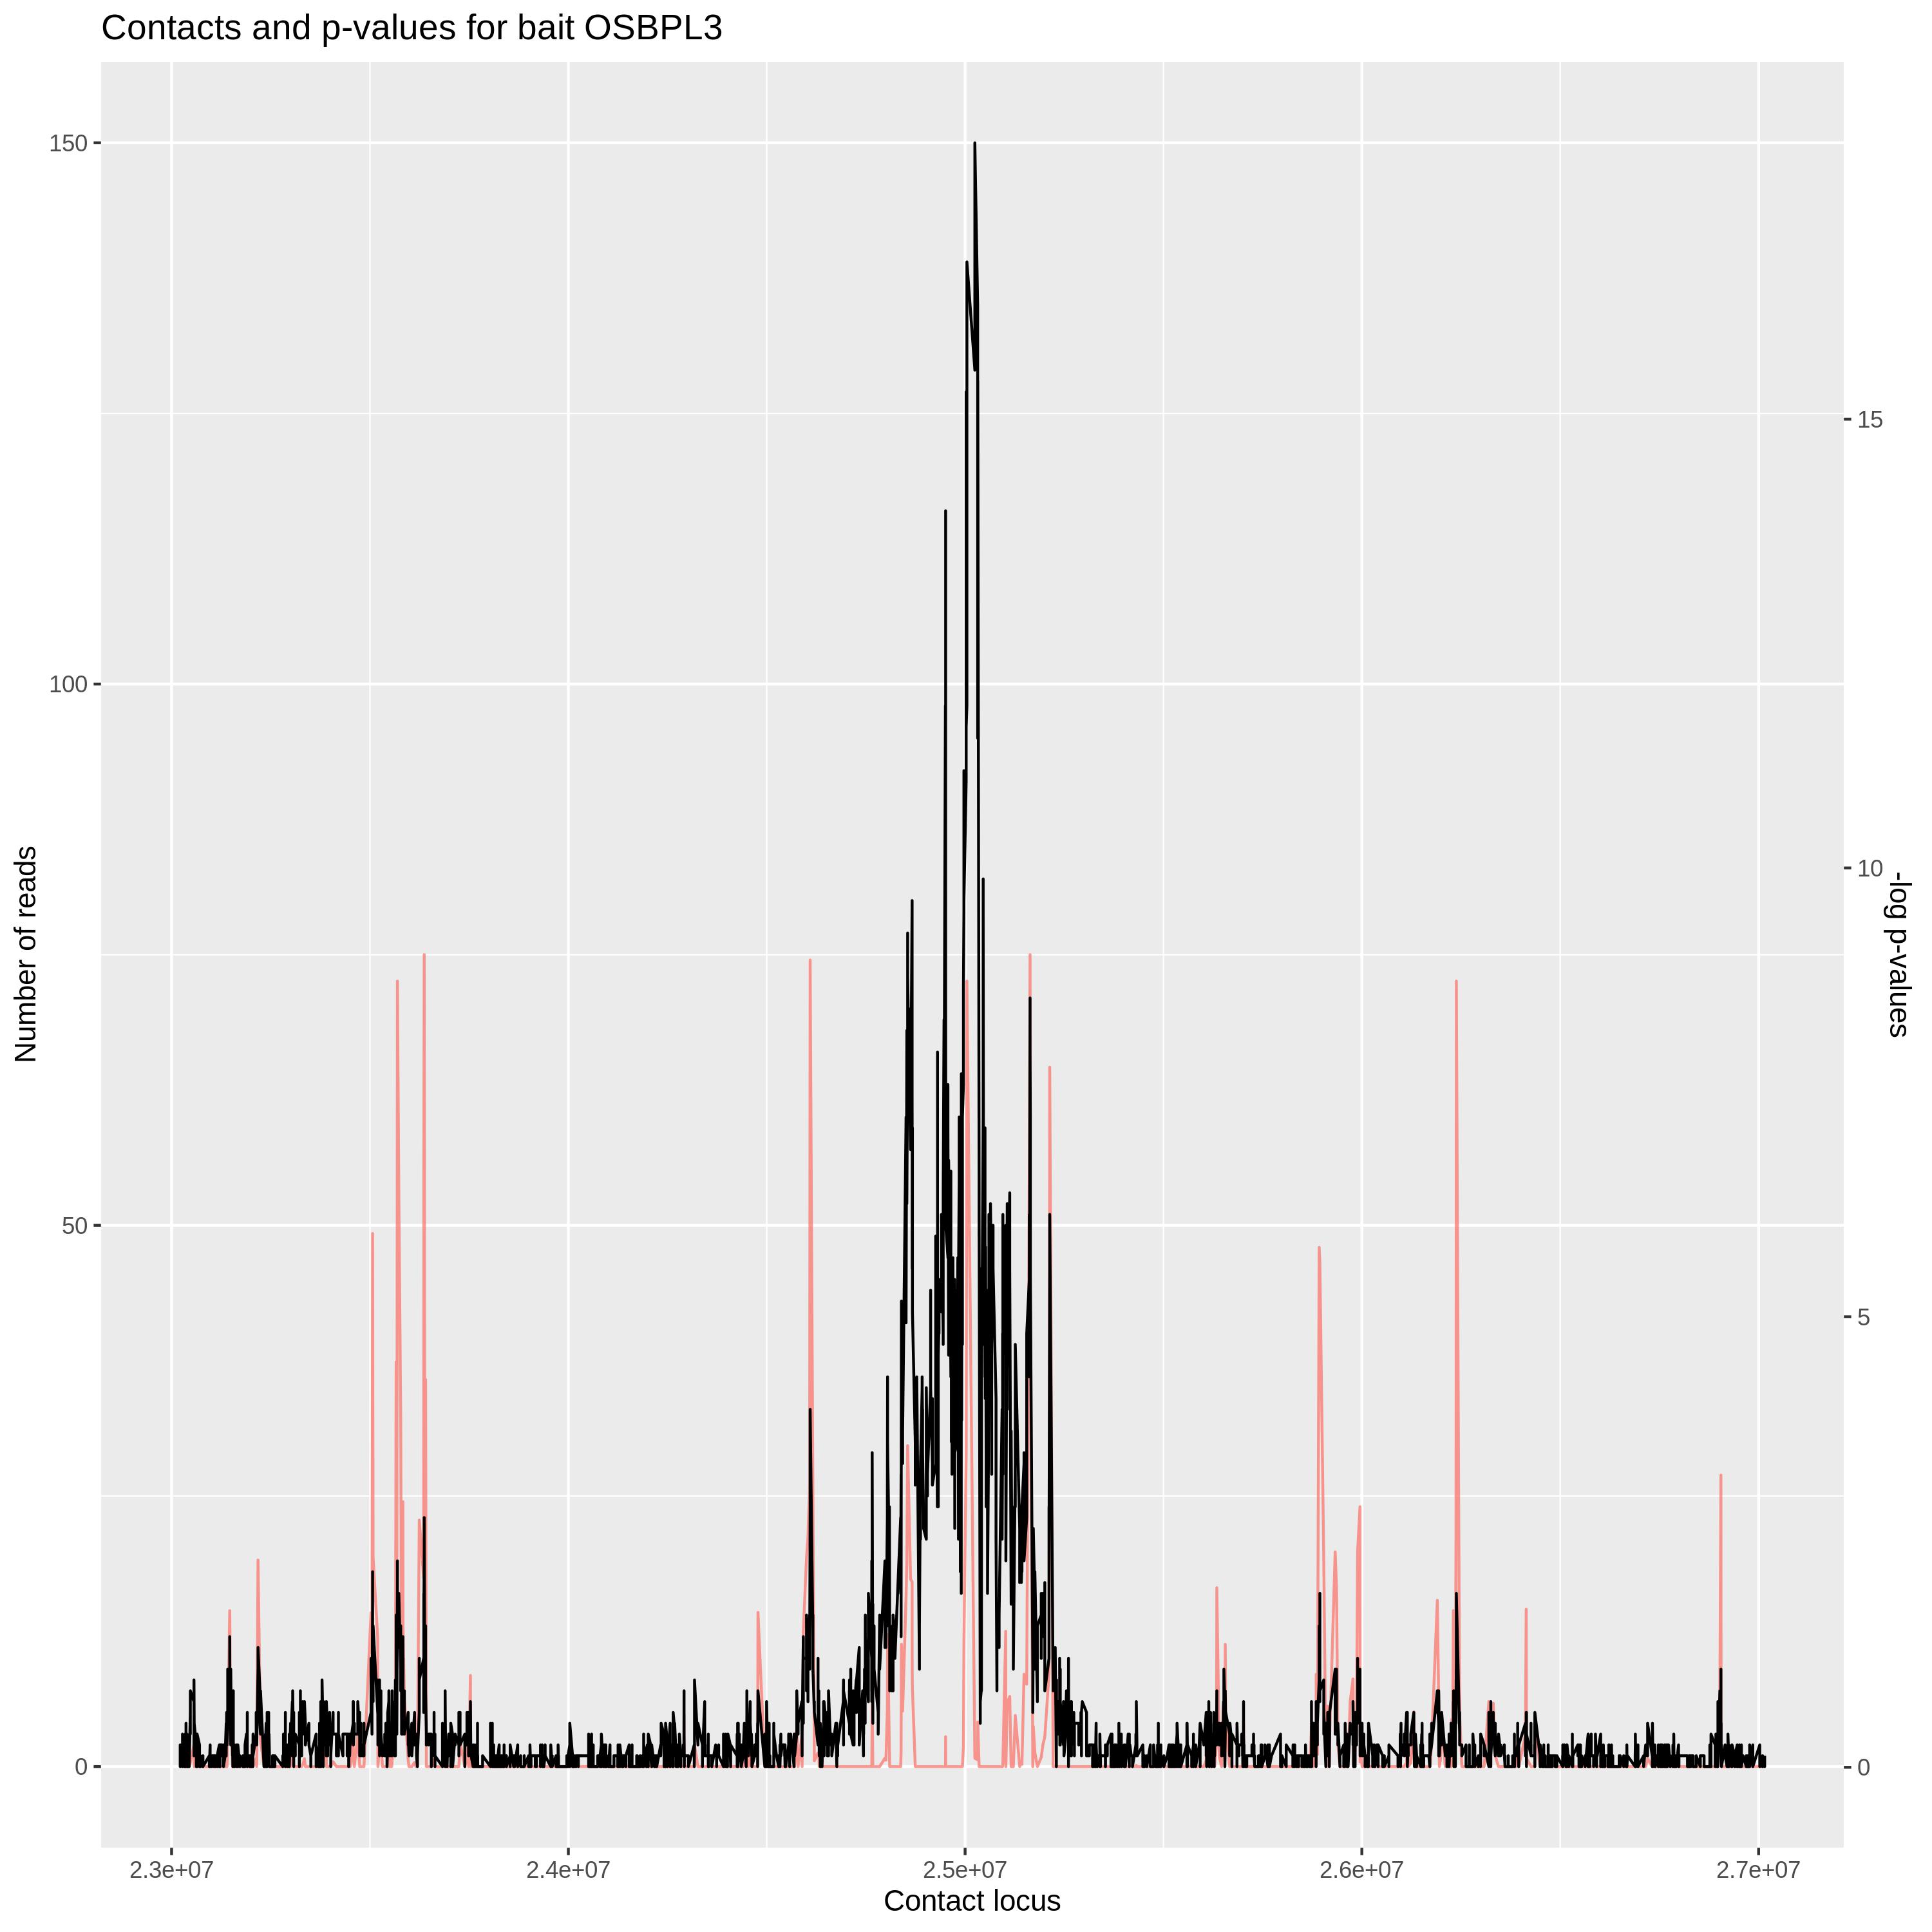 Contacts and p-values for bait OSBPL3
150
100
50
0
Number of reads
15
10
5
0
-log p-values
2.3e+07 2.4e+07 2.5e+07 2.6e+07 2.7e+07
Contact locus